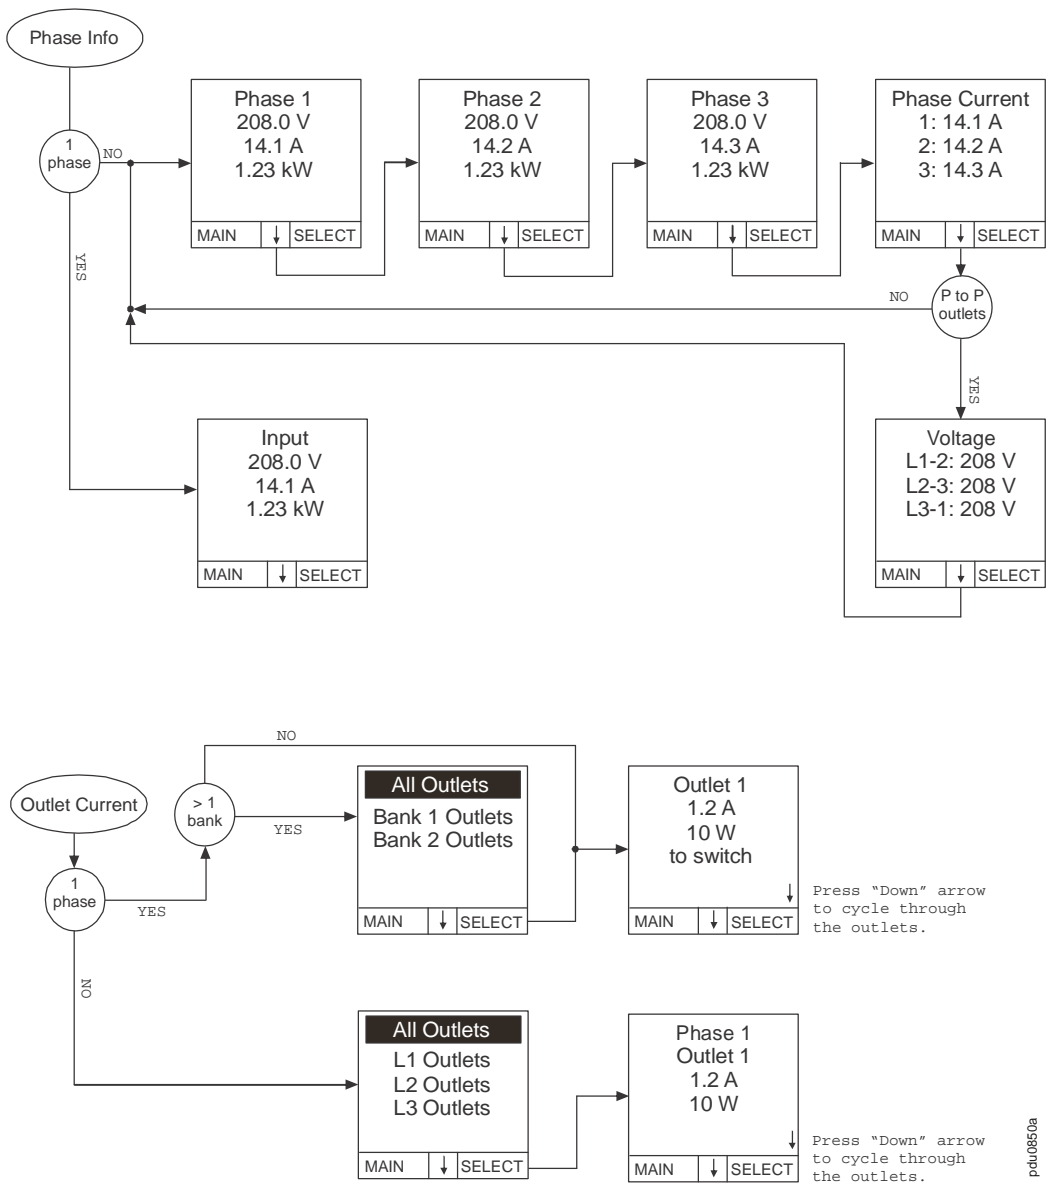 Phase Info
1
phase
NO
YES
Phase 1
208.0 V
14.1 A
1.23 kW
MAIN
SELECT
Phase 2
208.0 V
14.2 A
1.23 kW
MAIN
SELECT
Phase 3
208.0 V
14.3 A
1.23 kW
MAIN
SELECT
Phase Current
1: 14.1 A
2: 14.2 A
3: 14.3 A
MAIN
SELECT
P to P
outlets
NO
YES
Input
208.0 V
14.1 A
1.23 kW
MAIN
SELECT
Voltage
L1-2: 208 V
L2-3: 208 V
L3-1: 208 V
MAIN
SELECT
Outlet Current
1
phase
YES
NO
> 1
bank
NO
YES
All Outlets
Bank 1 Outlets
Bank 2 Outlets
MAIN
SELECT
Outlet 1
1.2 A
10 W
to switch
MAIN
SELECT
Press “Down” arrow
to cycle through
the outlets.
All Outlets
L1 Outlets
L2 Outlets
L3 Outlets
MAIN
SELECT
Phase 1
Outlet 1
1.2 A
10 W
MAIN
SELECT
Press “Down” arrow
to cycle through
the outlets.
pdu0850a